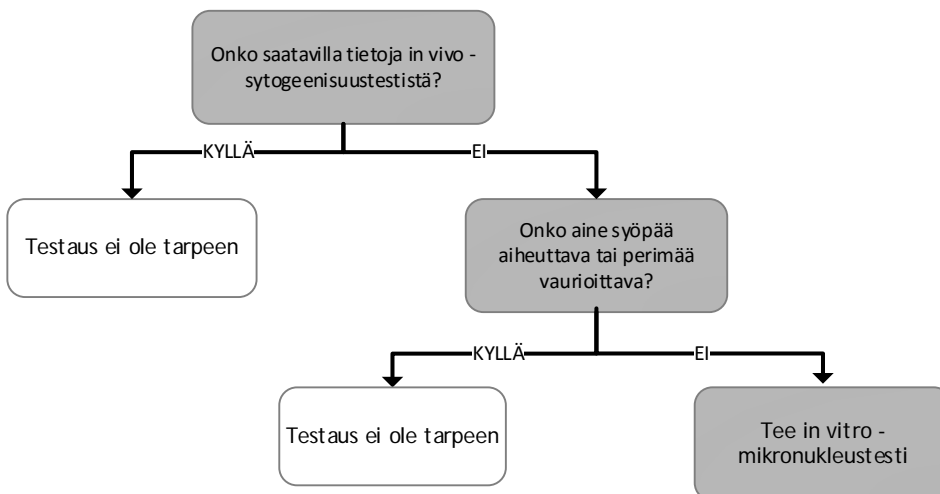 Onko saatavilla tietoja in vivo -
sytogeenisuustestistä?
KYLLÄ
EI
Testaus ei ole tarpeen
Onko aine syöpää
aiheuttava tai perimää
vaurioittava?
KYLLÄ
EI
Testaus ei ole tarpeen
Tee in vitro -
mikronukleustesti